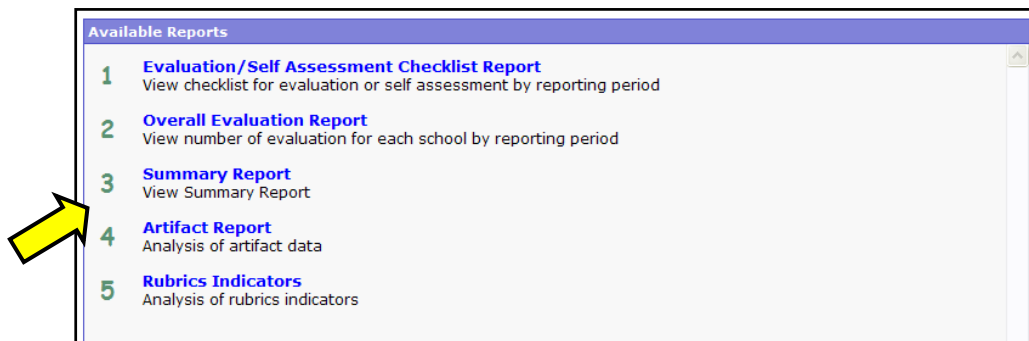 Available Reports
1 Evaluation/Self Assessment Checklist Report
View checklist for evaluation or self assessment by reporting period
2 Overall Evaluation Report
View number of evaluation for each school by reporting period
3 Summary Report
View Summary Report
4 Artifact Report
Analysis of artifact data
5 Rubrics Indicators
Analysis of rubrics indicators